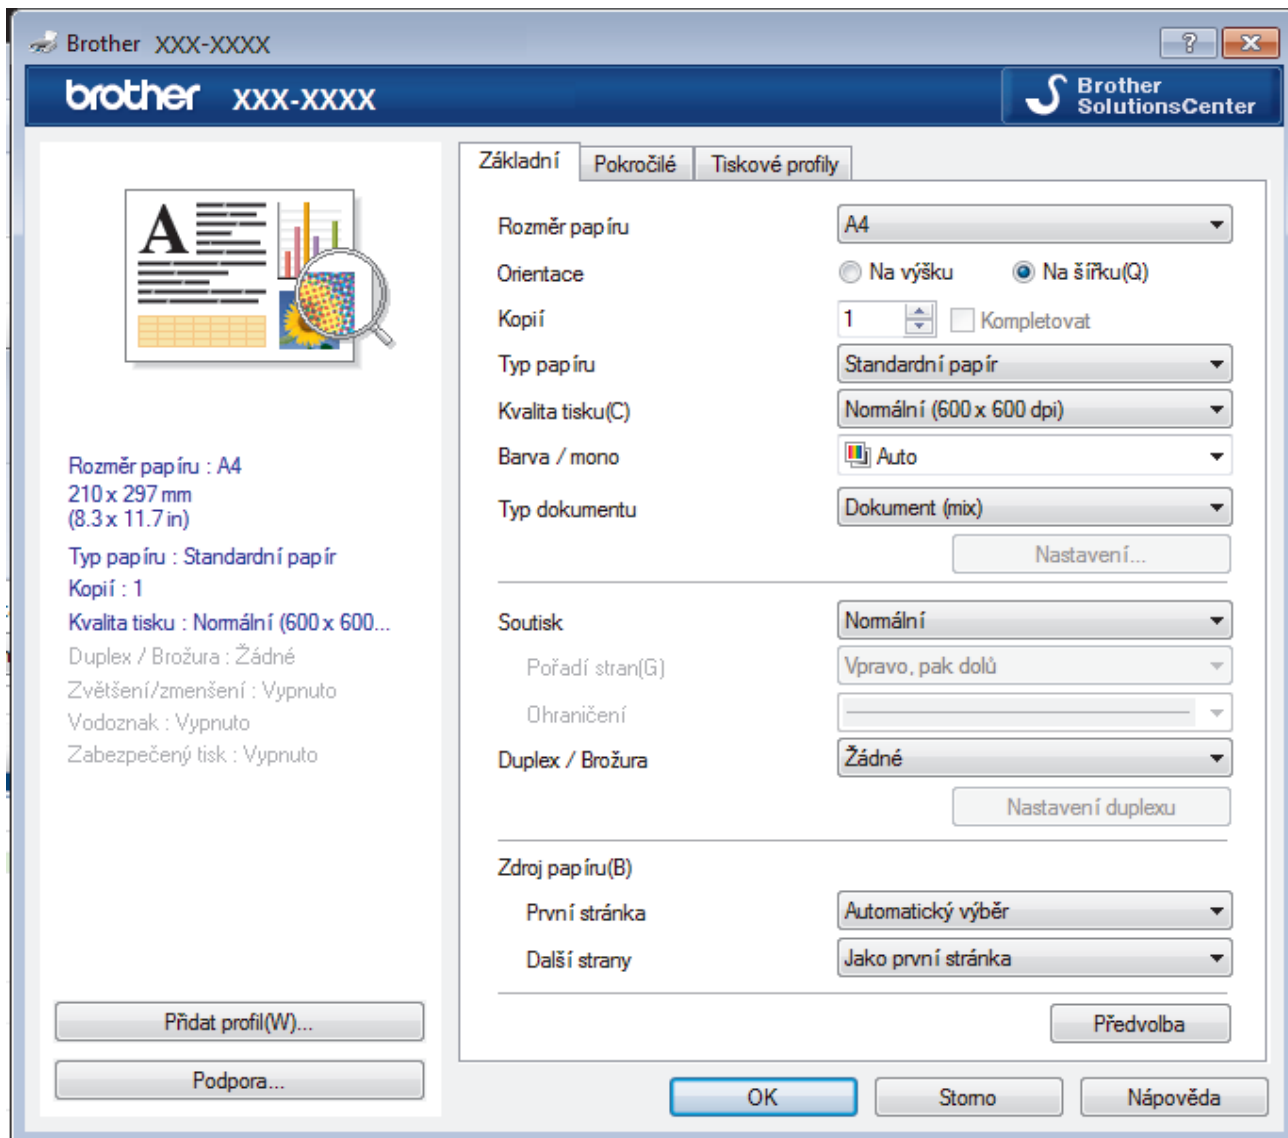 Brother XXX-XXXX
brother XXX-XXXX
Brother
SolutionsCenter
A
Rozměr papíru : A4
210 x 297 mm
(8.3 x 11.7 in)
Typ papíru : Standardní papír
Kopií : 1
Kvalita tisku : Normální (600 x 600...
Duplex / Brožura : Žádné
Zvětšení/zmenšení : Vypnuto
Vodoznak : Vypnuto
Zabezpečený tisk : Vypnuto
Přidat profil(W)...
Podpora...
Základní Pokročilé Tiskové profily
Rozměr papíru A4
Orientace Na výšku Na šířku(Q)
Kopií 1 Kompletovat
Typ papíru Standardní papír
Kvalita tisku(C) Normální (600 x 600 dpi)
Barva / mono Auto
Typ dokumentu Dokument (mix)
Nastavení...
Soutisk Normální
Pořadí stran(G) Vpravo, pak dolů
Ohraničení
Duplex / Brožura Žádné
Nastavení duplexu
Zdroj papíru(B)
První stránka Automatický výběr
Další strany Jako první stránka
Předvolba
OK Storno Nápověda